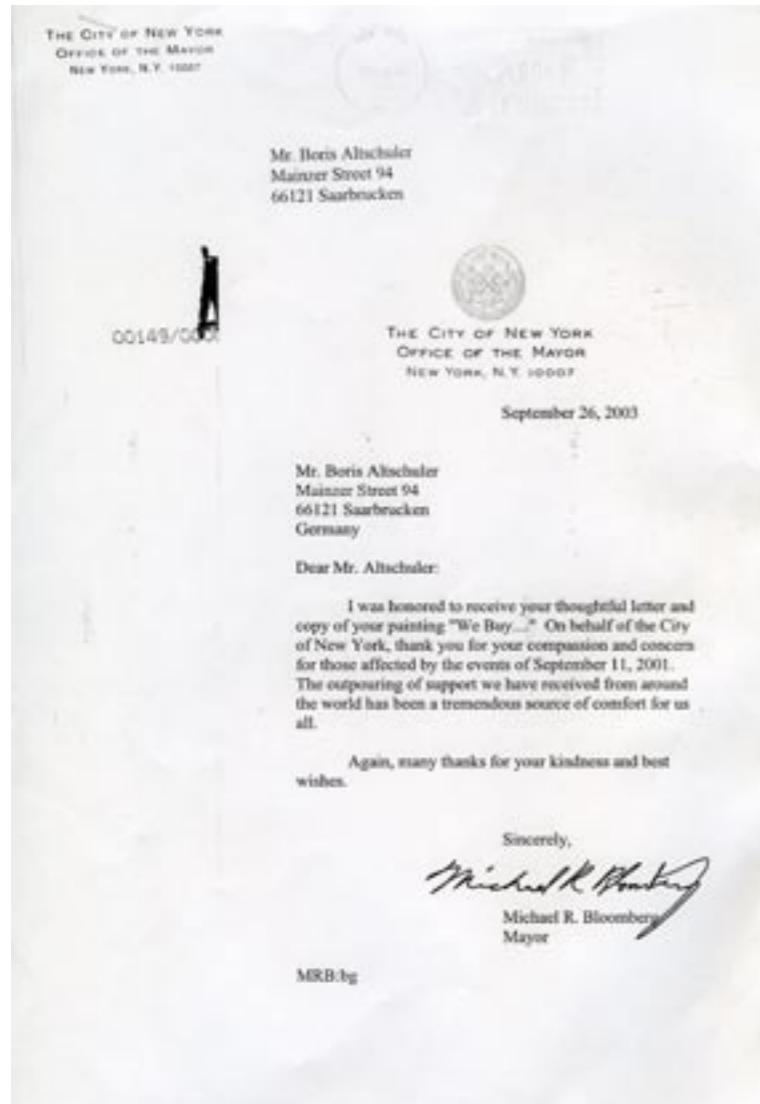 THE CITY OF NEW YORK
OFFICE OF THE MAYOR
NEW YORK, N.Y. 10007
Mr. Boris Altschuler
Mainzer Street 94
66121 Saarbrucken
00149/
THE CITY OF NEW YORK
OFFICE OF THE MAYOR
NEW YORK, N.Y. 10007
September 26, 2003
Mr. Boris Altschuler
Mainzer Street 94
66121 Saarbrucken
Germany
Dear Mr. Altschuler:
I was honored to receive your thoughtful letter and
copy of your painting "We Buy...." On behalf of the City
of New York, thank you for your compassion and concern
for those affected by the events of September 11, 2001.
The outpouring of support we have received from around
the world has been a tremendous source of comfort for us
all.
Again, many thanks for your kindness and best
wishes.
Sincerely,
Michael R Bloomberg
Michael R. Bloomberg
Mayor
MRB:bg